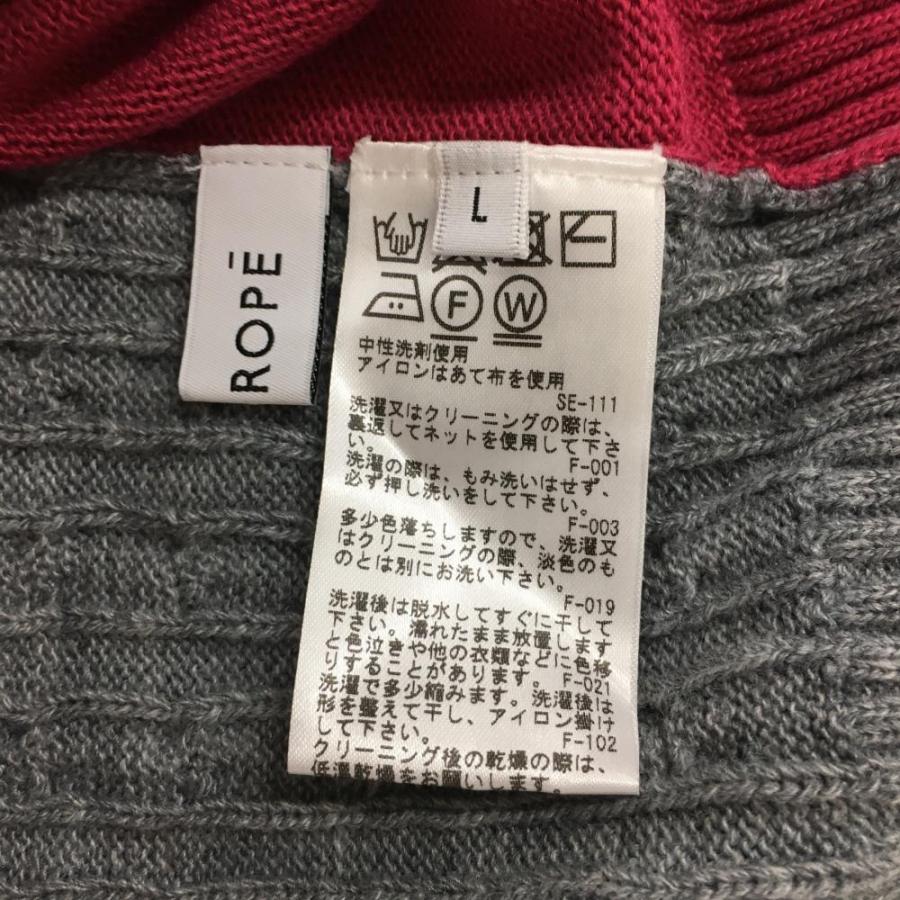 ROPÉ
L
F
W
中性洗剤使用
アイロンはあて布を使用
SE-111
洗濯又はクリーニングの際は、
裏返してネットを使用して下さ
い。
F-001
洗濯の際は、もみ洗いはせず、
必ず押し洗いをして下さい。
F-003
多少色落ちしますので、洗濯又
はクリーニングの際、淡色のも
のとは別にお洗い下さい。
F-019
洗濯後は脱水してすぐに干して
下さい。濡れたまま放置します
と色泣きや他の衣類などに色移
りすることがあります。 F-021
洗濯で多少縮みます。洗濯後は
形を整えて干し、アイロン掛け
して下さい。
F-102
クリーニング後の乾燥の際は、
低温乾燥をお願いします。